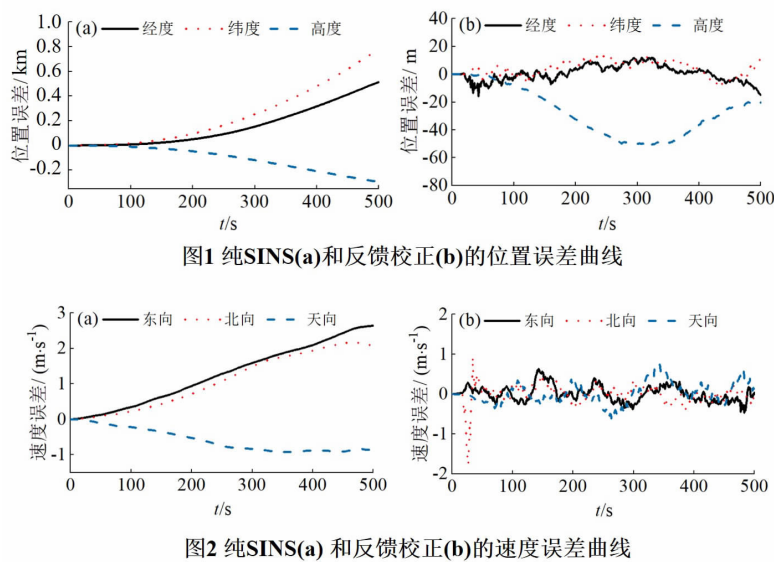 (a) 经度 纬度 高度
1.0
0.8
0.6
0.4
0.2
0
-0.2
位置误差/ km
0 100 200 300 400 500
t/s
(b) 经度 纬度 高度
40
20
0
-20
-40
-60
-80
位置误差/ m
0 100 200 300 400 500
t/s
图1 纯SINS(a)和反馈校正(b)的位置误差曲线
(a) 东向 北向 天向
3
2
1
0
-1
速度误差/ (m·s⁻¹)
0 100 200 300 400 500
t/s
(b) 东向 北向 天向
2
1
0
-1
-2
速度误差/ (m·s⁻¹)
0 100 200 300 400 500
t/s
图2 纯SINS(a) 和反馈校正(b)的速度误差曲线